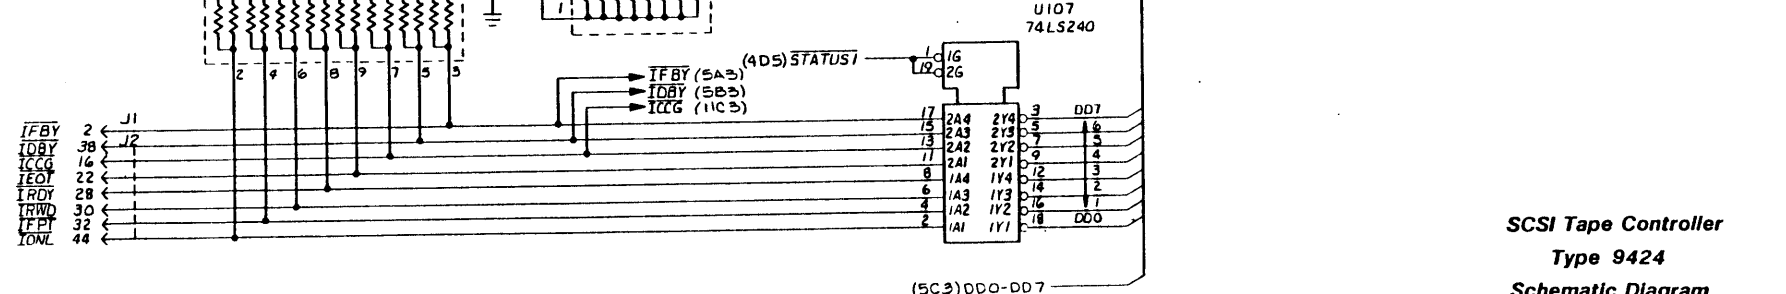 1
U107
74LS240
2 4 6 8 9 7 5 3
IFBY (5A3)
IDBY (5B3)
ICCG (11C3)
(4D5) STATUS1
1 1G
19 2G
J1
J2
IFBY 2 17 2A4 2Y4 3 DD7
IDBY 38 15 2A3 2Y3 5 6
ICCG 16 13 2A2 2Y2 7 5
IEOT 22 11 2A1 2Y1 9 4
IRDY 28 8 1A4 1Y4 12 3
IRWD 30 6 1A3 1Y3 14 2
IFPT 32 4 1A2 1Y2 16 1
IONL 44 2 1A1 1Y1 18 DD0
(5C3) DD0-DD7
SCSI Tape Controller
Type 9424
Schematic Diagram